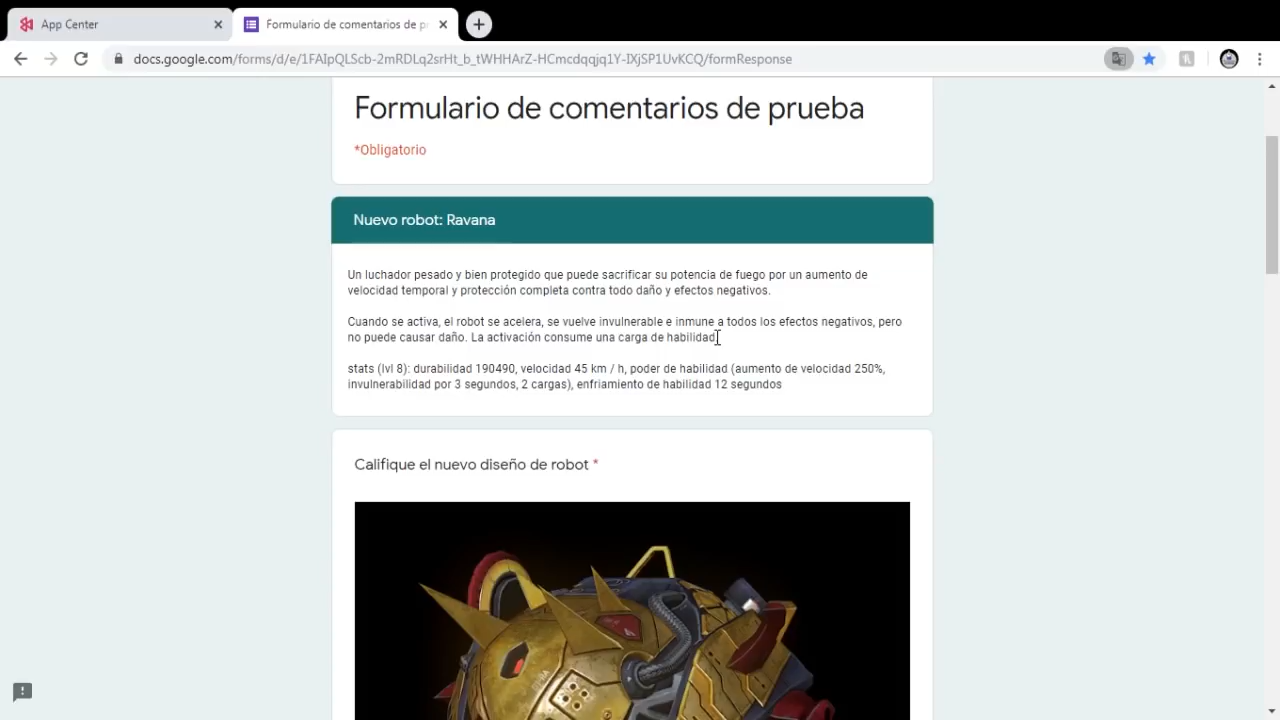 App Center
Formulario de comentarios de pr
docs.google.com/forms/d/e/1FAIpQLScb-2mRDLq2srHt_b_tWHHArZ-HCmcdqqjq1Y-IXjSP1UvKCQ/formResponse
Formulario de comentarios de prueba
*Obligatorio
Nuevo robot: Ravana
Un luchador pesado y bien protegido que puede sacrificar su potencia de fuego por un aumento de
velocidad temporal y protección completa contra todo daño y efectos negativos.
Cuando se activa, el robot se acelera, se vuelve invulnerable e inmune a todos los efectos negativos, pero
no puede causar daño. La activación consume una carga de habilidad.
stats (lvl 8): durabilidad 190490, velocidad 45 km / h, poder de habilidad (aumento de velocidad 250%,
invulnerabilidad por 3 segundos, 2 cargas), enfriamiento de habilidad 12 segundos
Califique el nuevo diseño de robot *